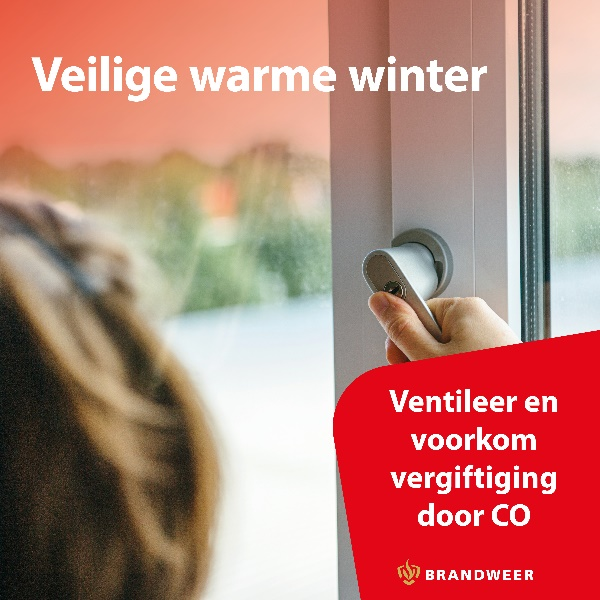 Veilige warme winter
Ventileer en
voorkom
vergiftiging
door CO
BRANDWEER